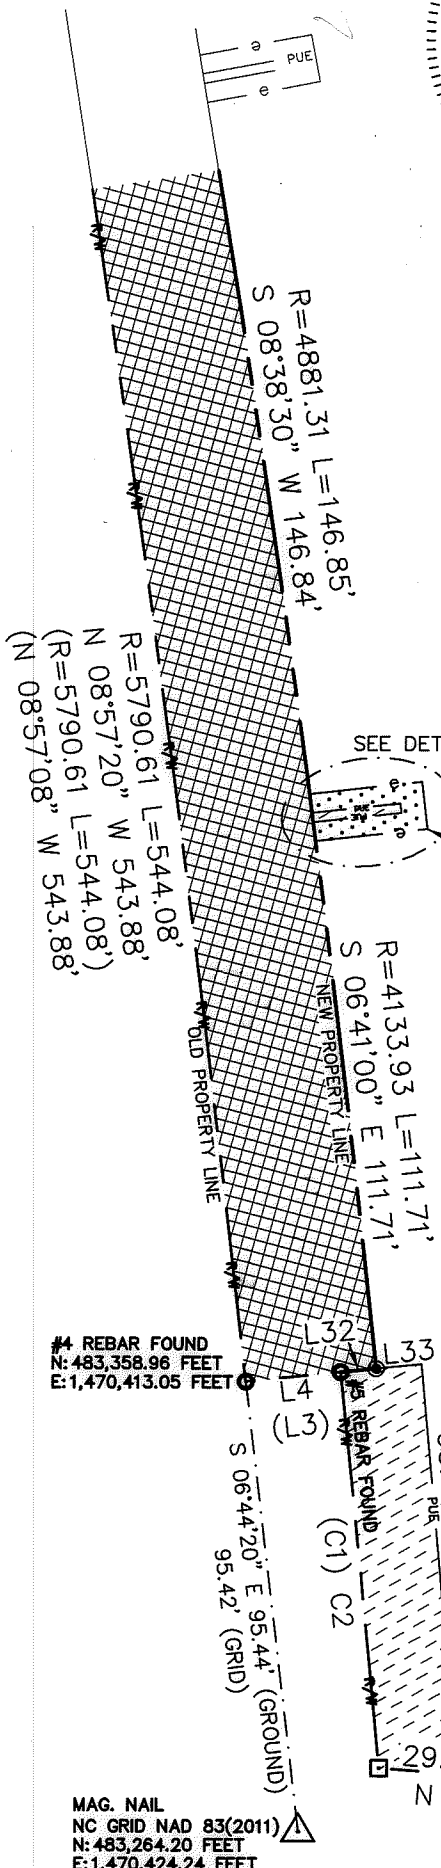 e
PUE
e
R/W
R=4881.31 L=146.85'
S 08°38'30" W 146.84'
R/W
R/W
R=5790.61 L=544.08'
N 08°57'20" W 543.88'
(R=5790.61 L=544.08')
(N 08°57'08" W 543.88'
SEE DET
e
PUE
e
R=4133.93 L=111.71'
S 06°41'00" E 111.71'
NEW PROPERTY LINE
R/W
OLD PROPERTY LINE
R/W
#4 REBAR FOUND
N: 483,358.96 FEET
E:1,470,413.05 FEET
L32
L33
L4
(L3)
#5 REBAR FOUND
R/W
PUE
(C1) C2
S 06°44'20" E 95.44' (GROUND)
95.42' (GRID)
R/W
29.
N
MAG. NAIL
NC GRID NAD 83(2011)
N: 483,264.20 FEET
E:1,470,424.24 FEET